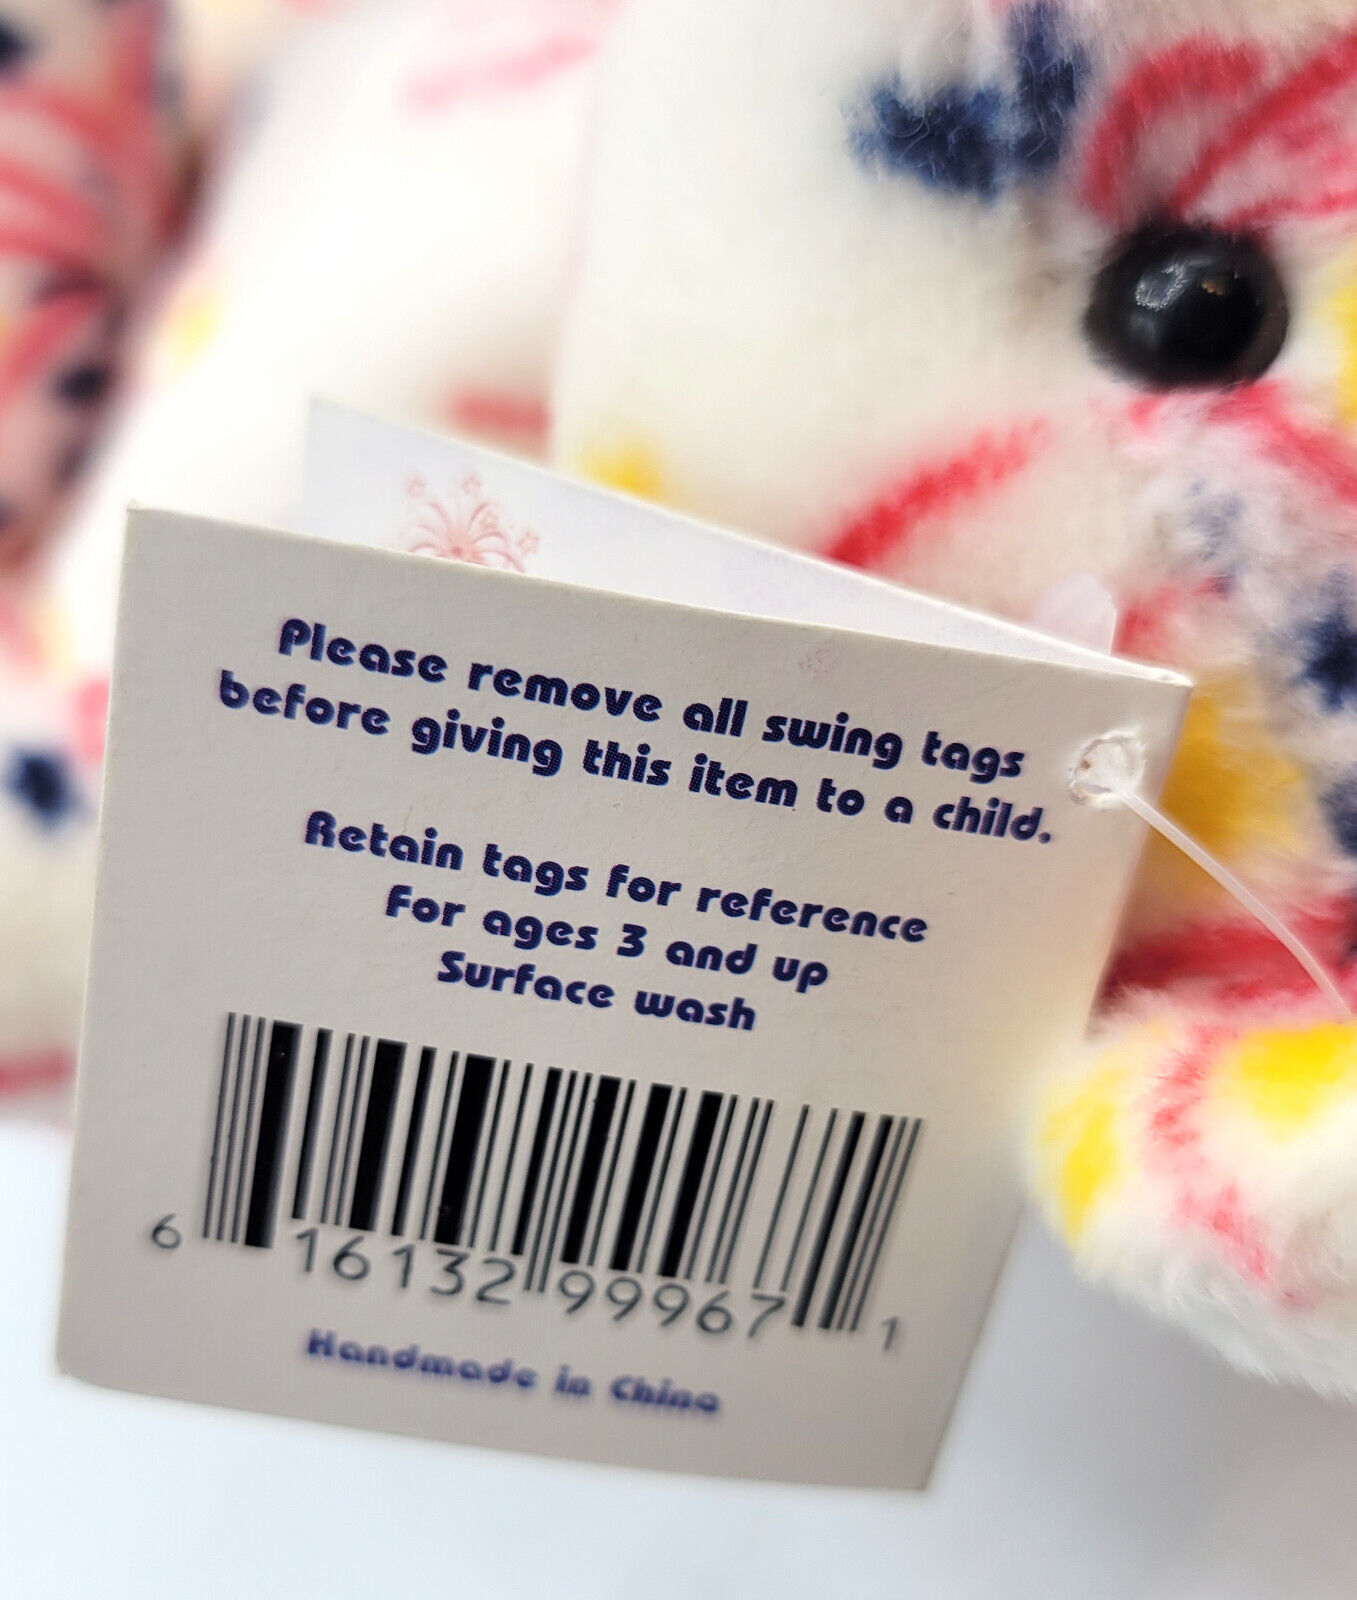 Please remove all swing tags
before giving this item to a child.
Retain tags for reference
For ages 3 and up
Surface wash
6 16132 99967 1
Handmade in China